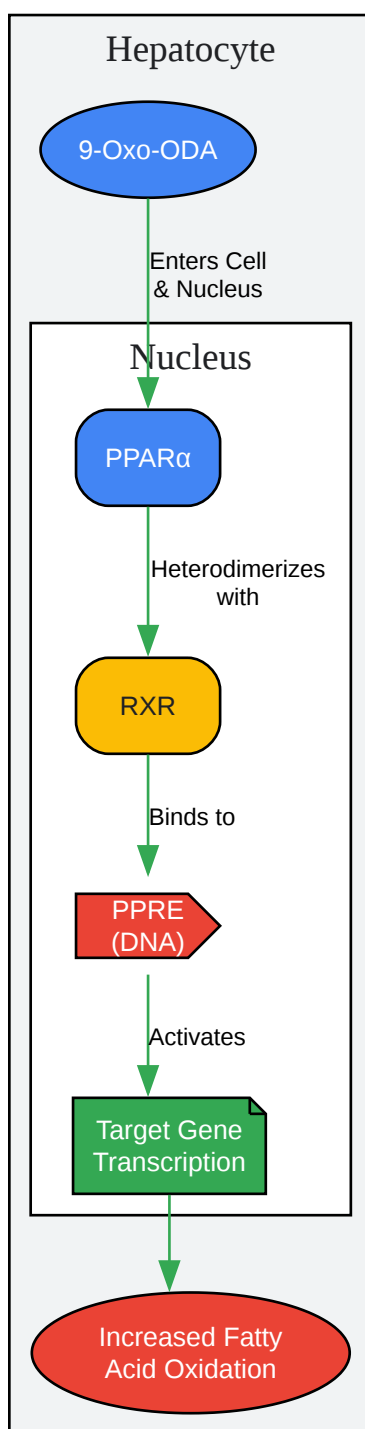 Hepatocyte
9-Oxo-ODA
Enters Cell
& Nucleus
Nucleus
PPARα
Heterodimerizes
with
RXR
Binds to
PPRE
(DNA)
Activates
Target Gene
Transcription
Increased Fatty
Acid Oxidation